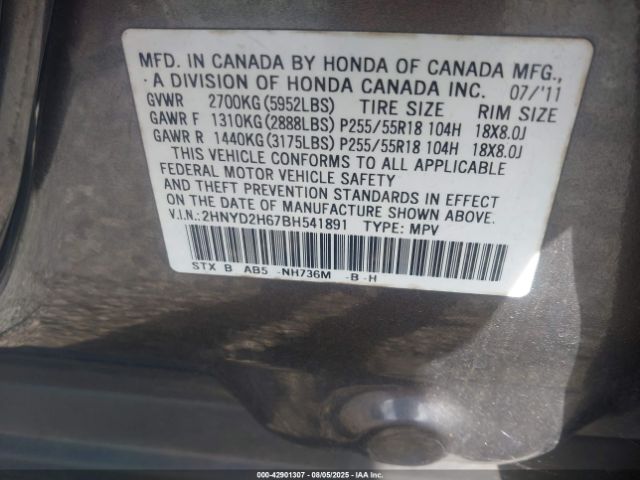 MFD. IN CANADA BY HONDA OF CANADA MFG.,
A DIVISION OF HONDA CANADA INC. 07/'11
GVWR 2700KG(5952LBS) TIRE SIZE RIM SIZE
GAWR F 1310KG(2888LBS) P255/55R18 104H 18X8.0J
GAWR R 1440KG(3175LBS) P255/55R18 104H 18X8.0J
THIS VEHICLE CONFORMS TO ALL APPLICABLE
FEDERAL MOTOR VEHICLE SAFETY
AND THEFT PREVENTION STANDARDS IN EFFECT
ON THE DATE OF MANUFACTURE SHOWN ABOVE.
V.I.N.: 2HNYD2H67BH541891 TYPE: MPV
STX B AB5 -NH736M -B -H
000-42901307 - 08/05/2025 - IAAI.com